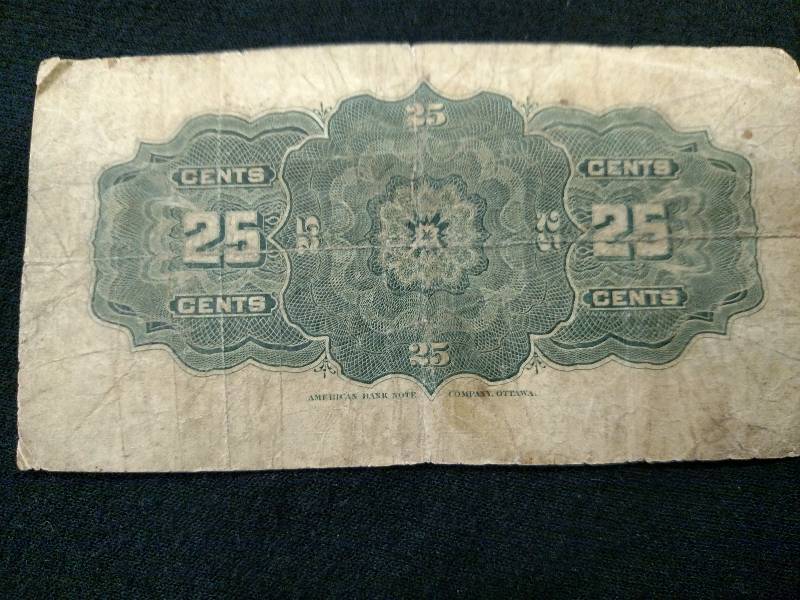 25
CENTS CENTS
25 25 25 25
CENTS CENTS
25
AMERICAN BANK NOTE COMPANY, OTTAWA.